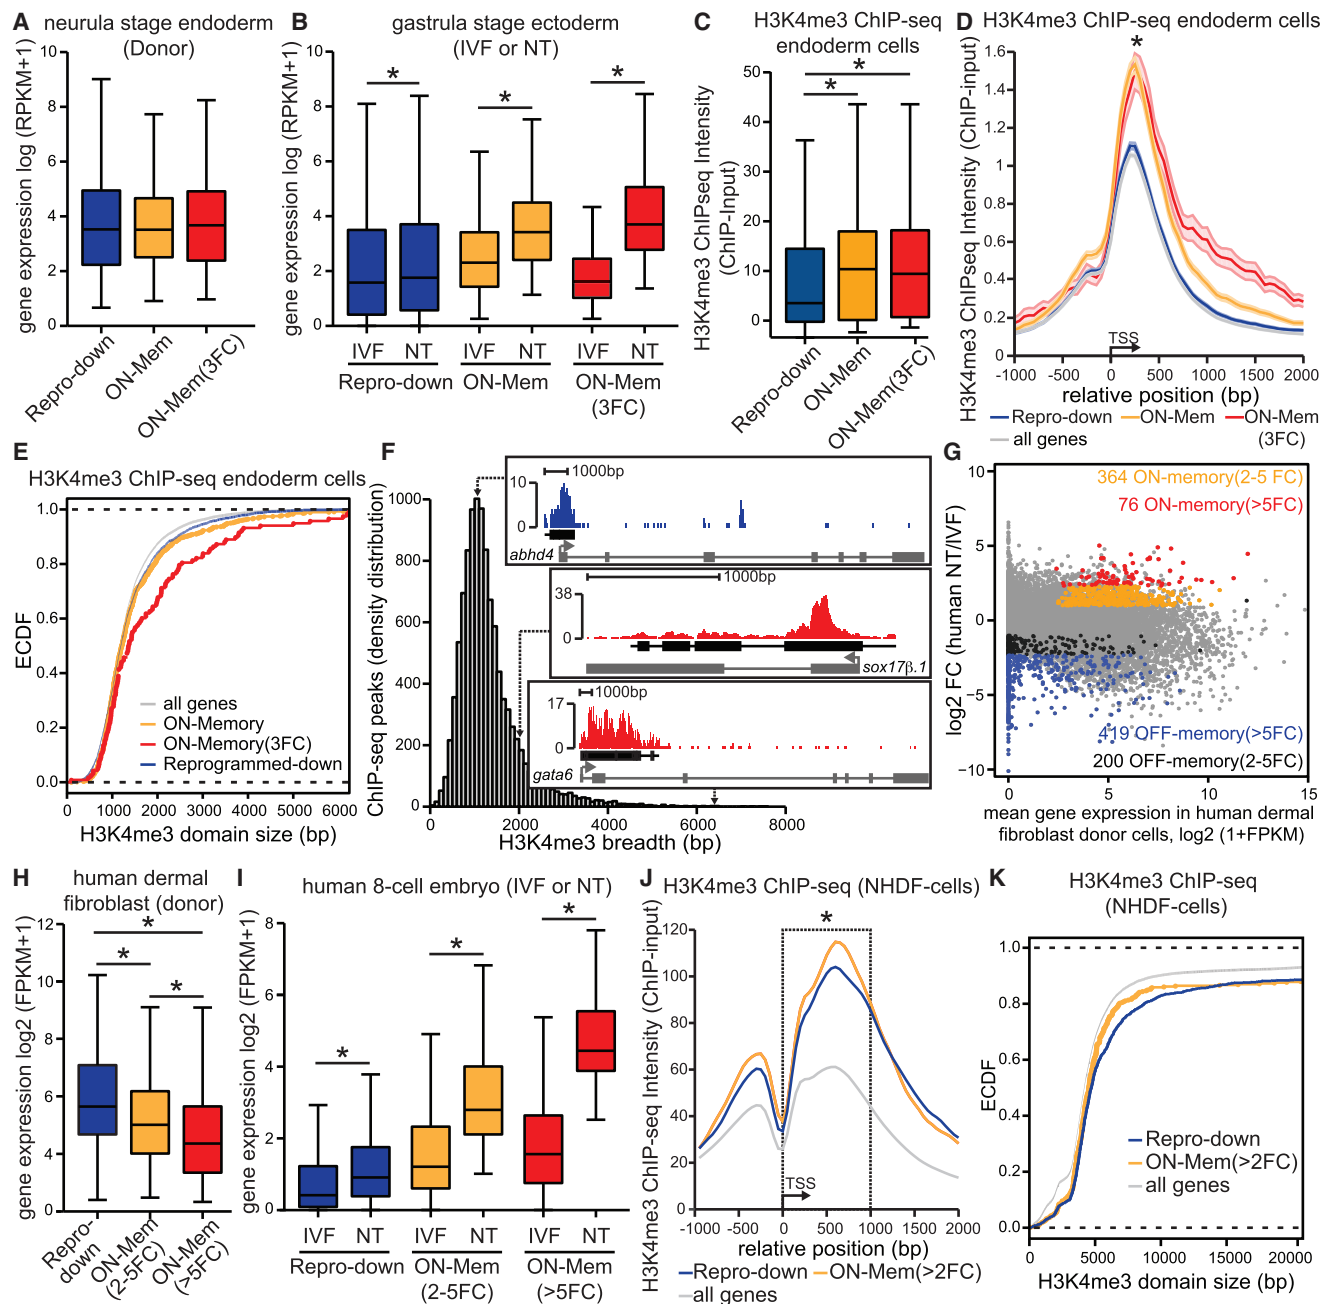 A neurula stage endoderm
(Donor)
gene expression log (RPKM+1)
10
8
6
4
2
0
Repro-down
ON-Mem
ON-Mem(3FC)
B gastrula stage ectoderm
(IVF or NT)
gene expression log (RPKM+1)
10
8
6
4
2
0
* * *
IVF NT IVF NT IVF NT
Repro-down ON-Mem ON-Mem
(3FC)
C H3K4me3 ChIP-seq
endoderm cells
H3K4me3 ChIPseq Intensity
(ChIP-Input)
50
40
30
20
10
0
*
*
Repro-down
ON-Mem
ON-Mem(3FC)
D H3K4me3 ChIP-seq endoderm cells
H3K4me3 ChIPseq Intensity (ChIP-input)
*
1.6
1.4
1.2
1
0.8
0.6
0.4
0.2
0
TSS
-1000 -500 0 500 1000 1500 2000
relative position (bp)
Repro-down ON-Mem ON-Mem
all genes (3FC)
E
H3K4me3 ChIP-seq endoderm cells
ECDF
1.0
0.8
0.6
0.4
0.2
0.0
all genes
ON-Memory
ON-Memory(3FC)
Reprogrammed-down
0 1000 2000 3000 4000 5000 6000
H3K4me3 domain size (bp)
F
ChIP-seq peaks (density distribution)
1000
800
600
400
200
0
0 2000 4000 6000 8000
H3K4me3 breadth (bp)
1000bp
10
0
abhd4
1000bp
38
0
sox17β.1
1000bp
17
0
gata6
G
log2 FC (human NT/IVF)
10
5
0
−5
−10
364 ON-memory(2-5 FC)
76 ON-memory(>5FC)
419 OFF-memory(>5FC)
200 OFF-memory(2-5FC)
0 5 10 15
mean gene expression in human dermal
fibroblast donor cells, log2 (1+FPKM)
H human dermal
fibroblast (donor)
gene expression log2 (FPKM+1)
12
10
8
6
4
2
0
*
*
*
Repro-
down
ON-Mem
(2-5FC)
ON-Mem
(>5FC)
I human 8-cell embryo (IVF or NT)
gene expression log2 (FPKM+1)
8
6
4
2
0
* * *
IVF NT IVF NT IVF NT
Repro-down ON-Mem ON-Mem
(2-5FC) (>5FC)
J H3K4me3 ChIP-seq (NHDF-cells)
H3K4me3 ChIP-seq Intensity (ChIP-input)
*
120
100
80
60
40
20
0
TSS
-1000 -500 0 500 1000 2000
relative position (bp)
Repro-down ON-Mem(>2FC)
all genes
K H3K4me3 ChIP-seq
(NHDF-cells)
ECDF
1.0
0.8
0.6
0.4
0.2
0.0
Repro-down
ON-Mem(>2FC)
all genes
0 5000 10000 15000 20000
H3K4me3 domain size (bp)